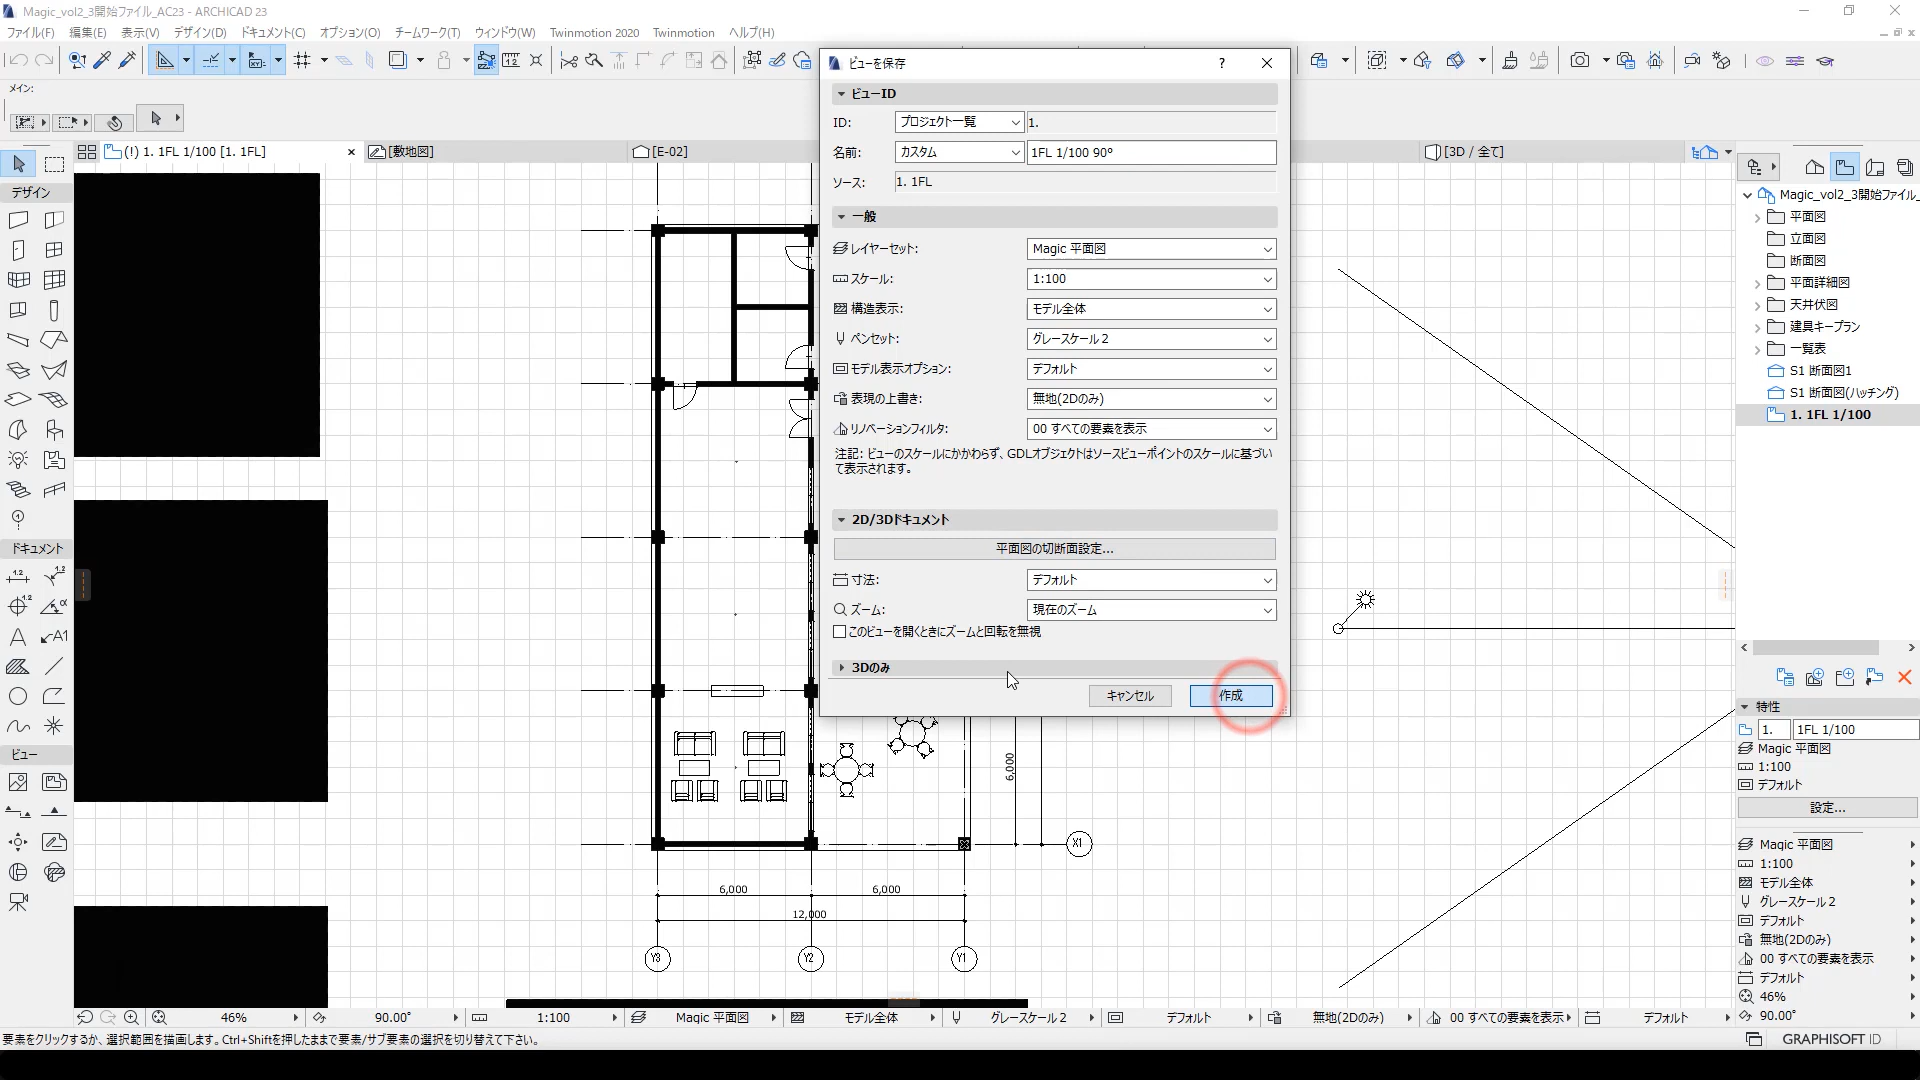 Magic_vol2_3開始ファイル_AC23 - ARCHICAD 23
ファイル(F) 編集(E) 表示(V) デザイン(D) ドキュメント(C) オプション(O) チームワーク(T) ウィンドウ(W) Twinmotion 2020 Twinmotion ヘルプ(H)
メイン:
(!) 1. 1FL 1/100 [1. 1FL]
[敷地図]
[E-02]
[3D / 全て]
デザイン
ドキュメント
ビュー
ビューを保存
ビューID
ID: プロジェクト一覧 1.
名前: カスタム 1FL 1/100 90°
ソース: 1. 1FL
一般
レイヤーセット: Magic 平面図
スケール: 1:100
構造表示: モデル全体
ペンセット: グレースケール 2
モデル表示オプション: デフォルト
表現の上書き: 無地(2Dのみ)
リノベーションフィルタ: 00 すべての要素を表示
注記: ビューのスケールにかかわらず、GDLオブジェクトはソースビューポイントのスケールに基づい
て表示されます。
2D/3Dドキュメント
平面図の切断面設定...
寸法: デフォルト
ズーム: 現在のズーム
このビューを開くときにズームと回転を無視
3Dのみ
キャンセル 作成
6,000
X1
6,000 6,000
12,000
Y3 Y2 Y1
Magic_vol2_3開始ファイル_
平面図
立面図
断面図
平面詳細図
天井伏図
建具キープラン
一覧表
S1 断面図1
S1 断面図(ハッチング)
1. 1FL 1/100
特性
1. 1FL 1/100
Magic 平面図
1:100
デフォルト
設定...
Magic 平面図
1:100
モデル全体
グレースケール 2
デフォルト
無地(2Dのみ)
00 すべての要素を表示
デフォルト
46%
90.00°
46% 90.00° 1:100 Magic 平面図 モデル全体 グレースケール 2 デフォルト 無地(2Dのみ) 00 すべての要素を表示 デフォルト
要素をクリックするか、選択範囲を描画します。Ctrl+Shiftを押したままで要素/サブ要素の選択を切り替えて下さい。
GRAPHISOFT ID